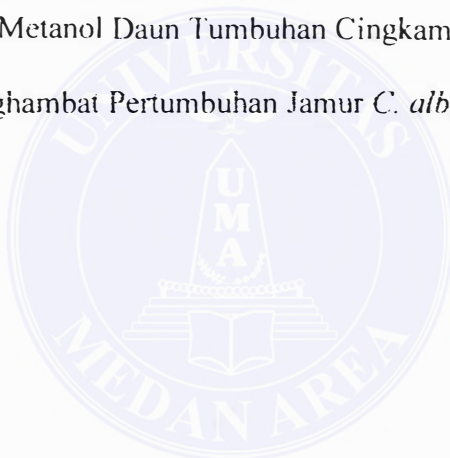 Metanol Daun Tumbuhan Cingkam
ghambat Pertumbuhan Jamur C. alb
UNIVERSITAS
UMA
MEDAN AREA